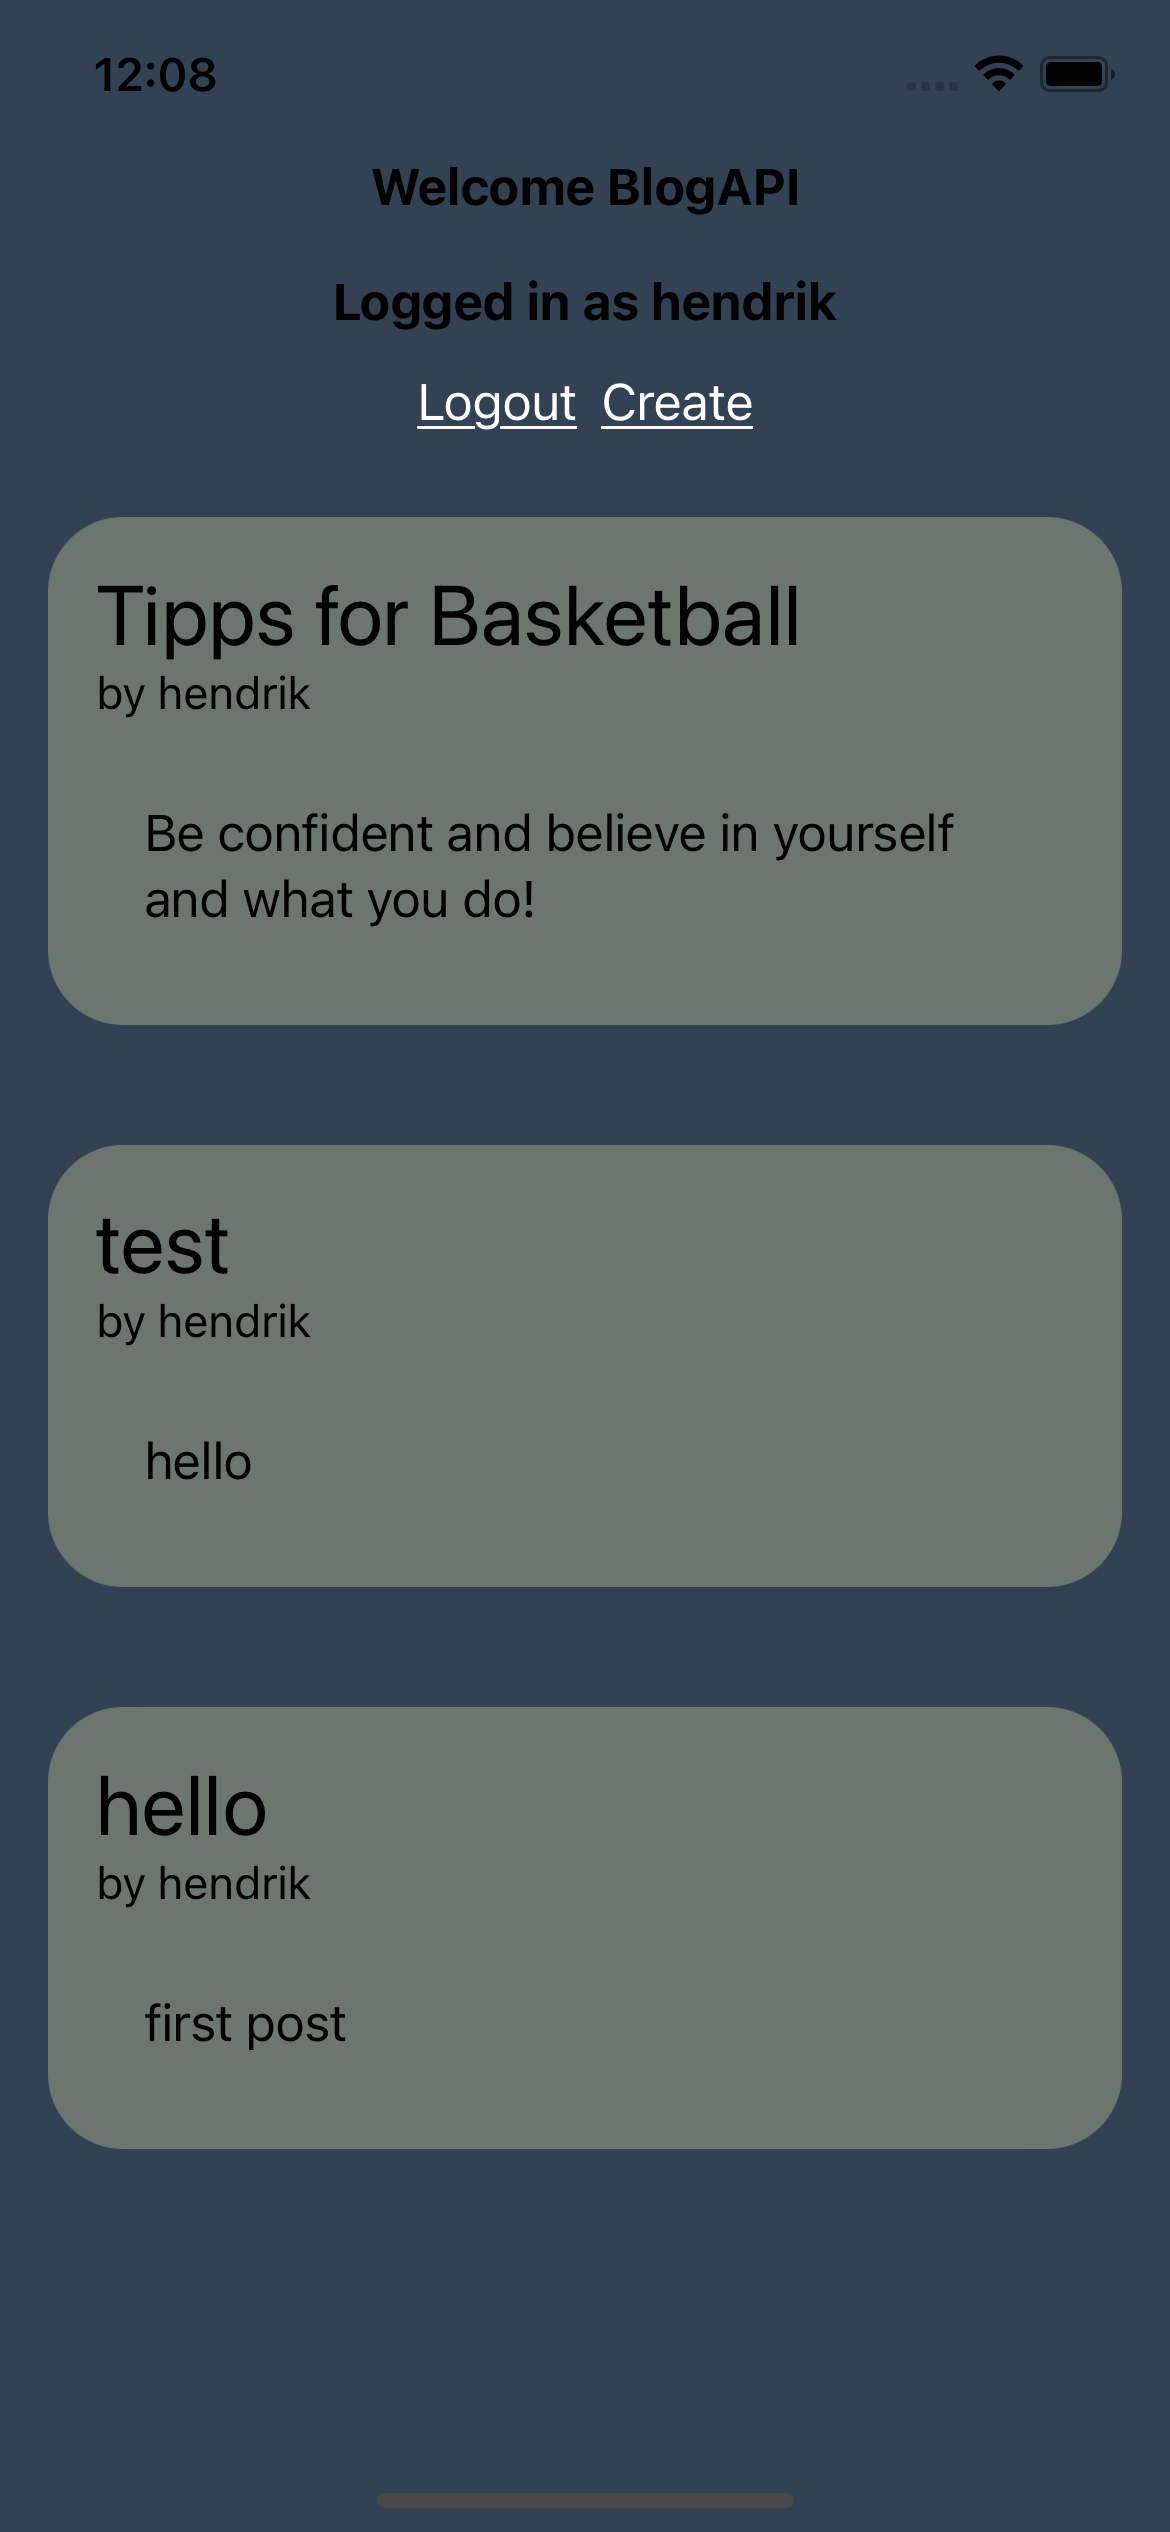 12:08
Welcome BlogAPI
Logged in as hendrik
Logout Create
Tipps for Basketball
by hendrik
Be confident and believe in yourself
and what you do!
test
by hendrik
hello
hello
by hendrik
first post